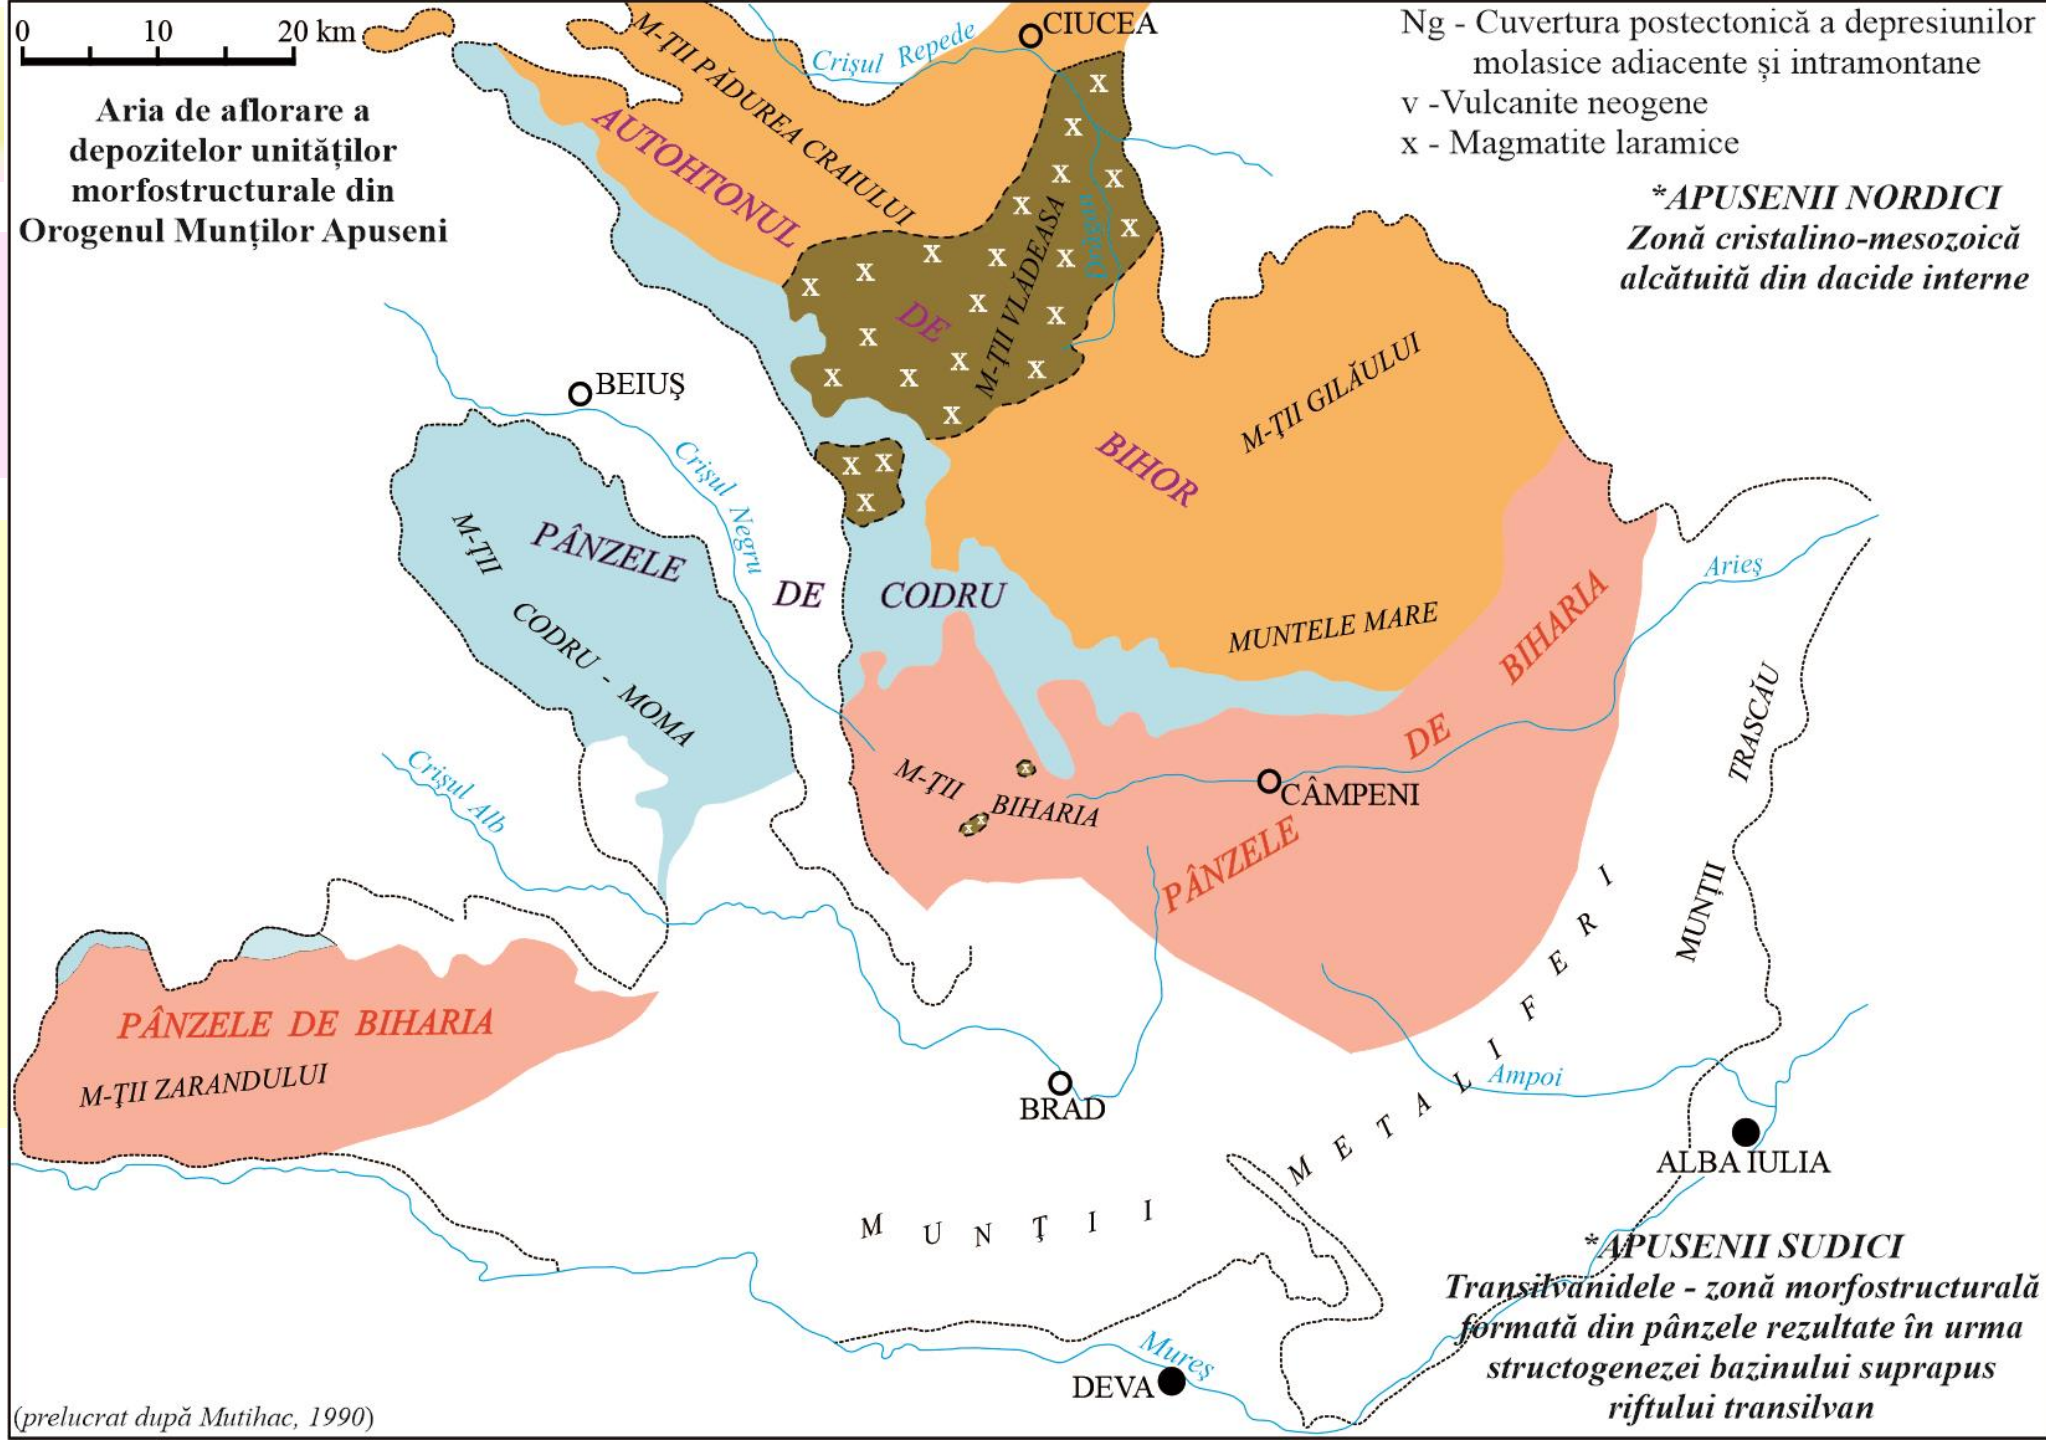 0 10 20 km
Aria de aflorare a
depozitelor unităților
morfostructurale din
Orogenul Munților Apuseni
Ng - Cuvertura postectonică a depresiunilor
molasice adiacente și intramontane
v -Vulcanite neogene
x - Magmatite laramice
*APUSENII NORDICI
Zonă cristalino-mesozoică
alcătuită din dacide interne
CIUCEA
Crişul Repede
M-ŢII PĂDUREA CRAIULUI
AUTOHTONUL
DE
BIHOR
M-ŢII VLĂDEASA
Drăgan
x x x x x x x x x x x x x x x x x x x x
M-ŢII GILĂULUI
BEIUŞ
Crişul Negru
x x
x
PÂNZELE DE CODRU
M-ŢII CODRU - MOMA
MUNTELE MARE
Arieş
PÂNZELE DE BIHARIA
MUNŢII TRASCĂU
M-ŢII BIHARIA
x
x x
CÂMPENI
Crişul Alb
PÂNZELE DE BIHARIA
M-ŢII ZARANDULUI
BRAD
Ampoi
MUNŢII METALIFERI
ALBA IULIA
*APUSENII SUDICI
Transilvanidele - zonă morfostructurală
formată din pânzele rezultate în urma
structogenezei bazinului suprapus
riftului transilvan
Mureş
DEVA
(prelucrat după Mutihac, 1990)